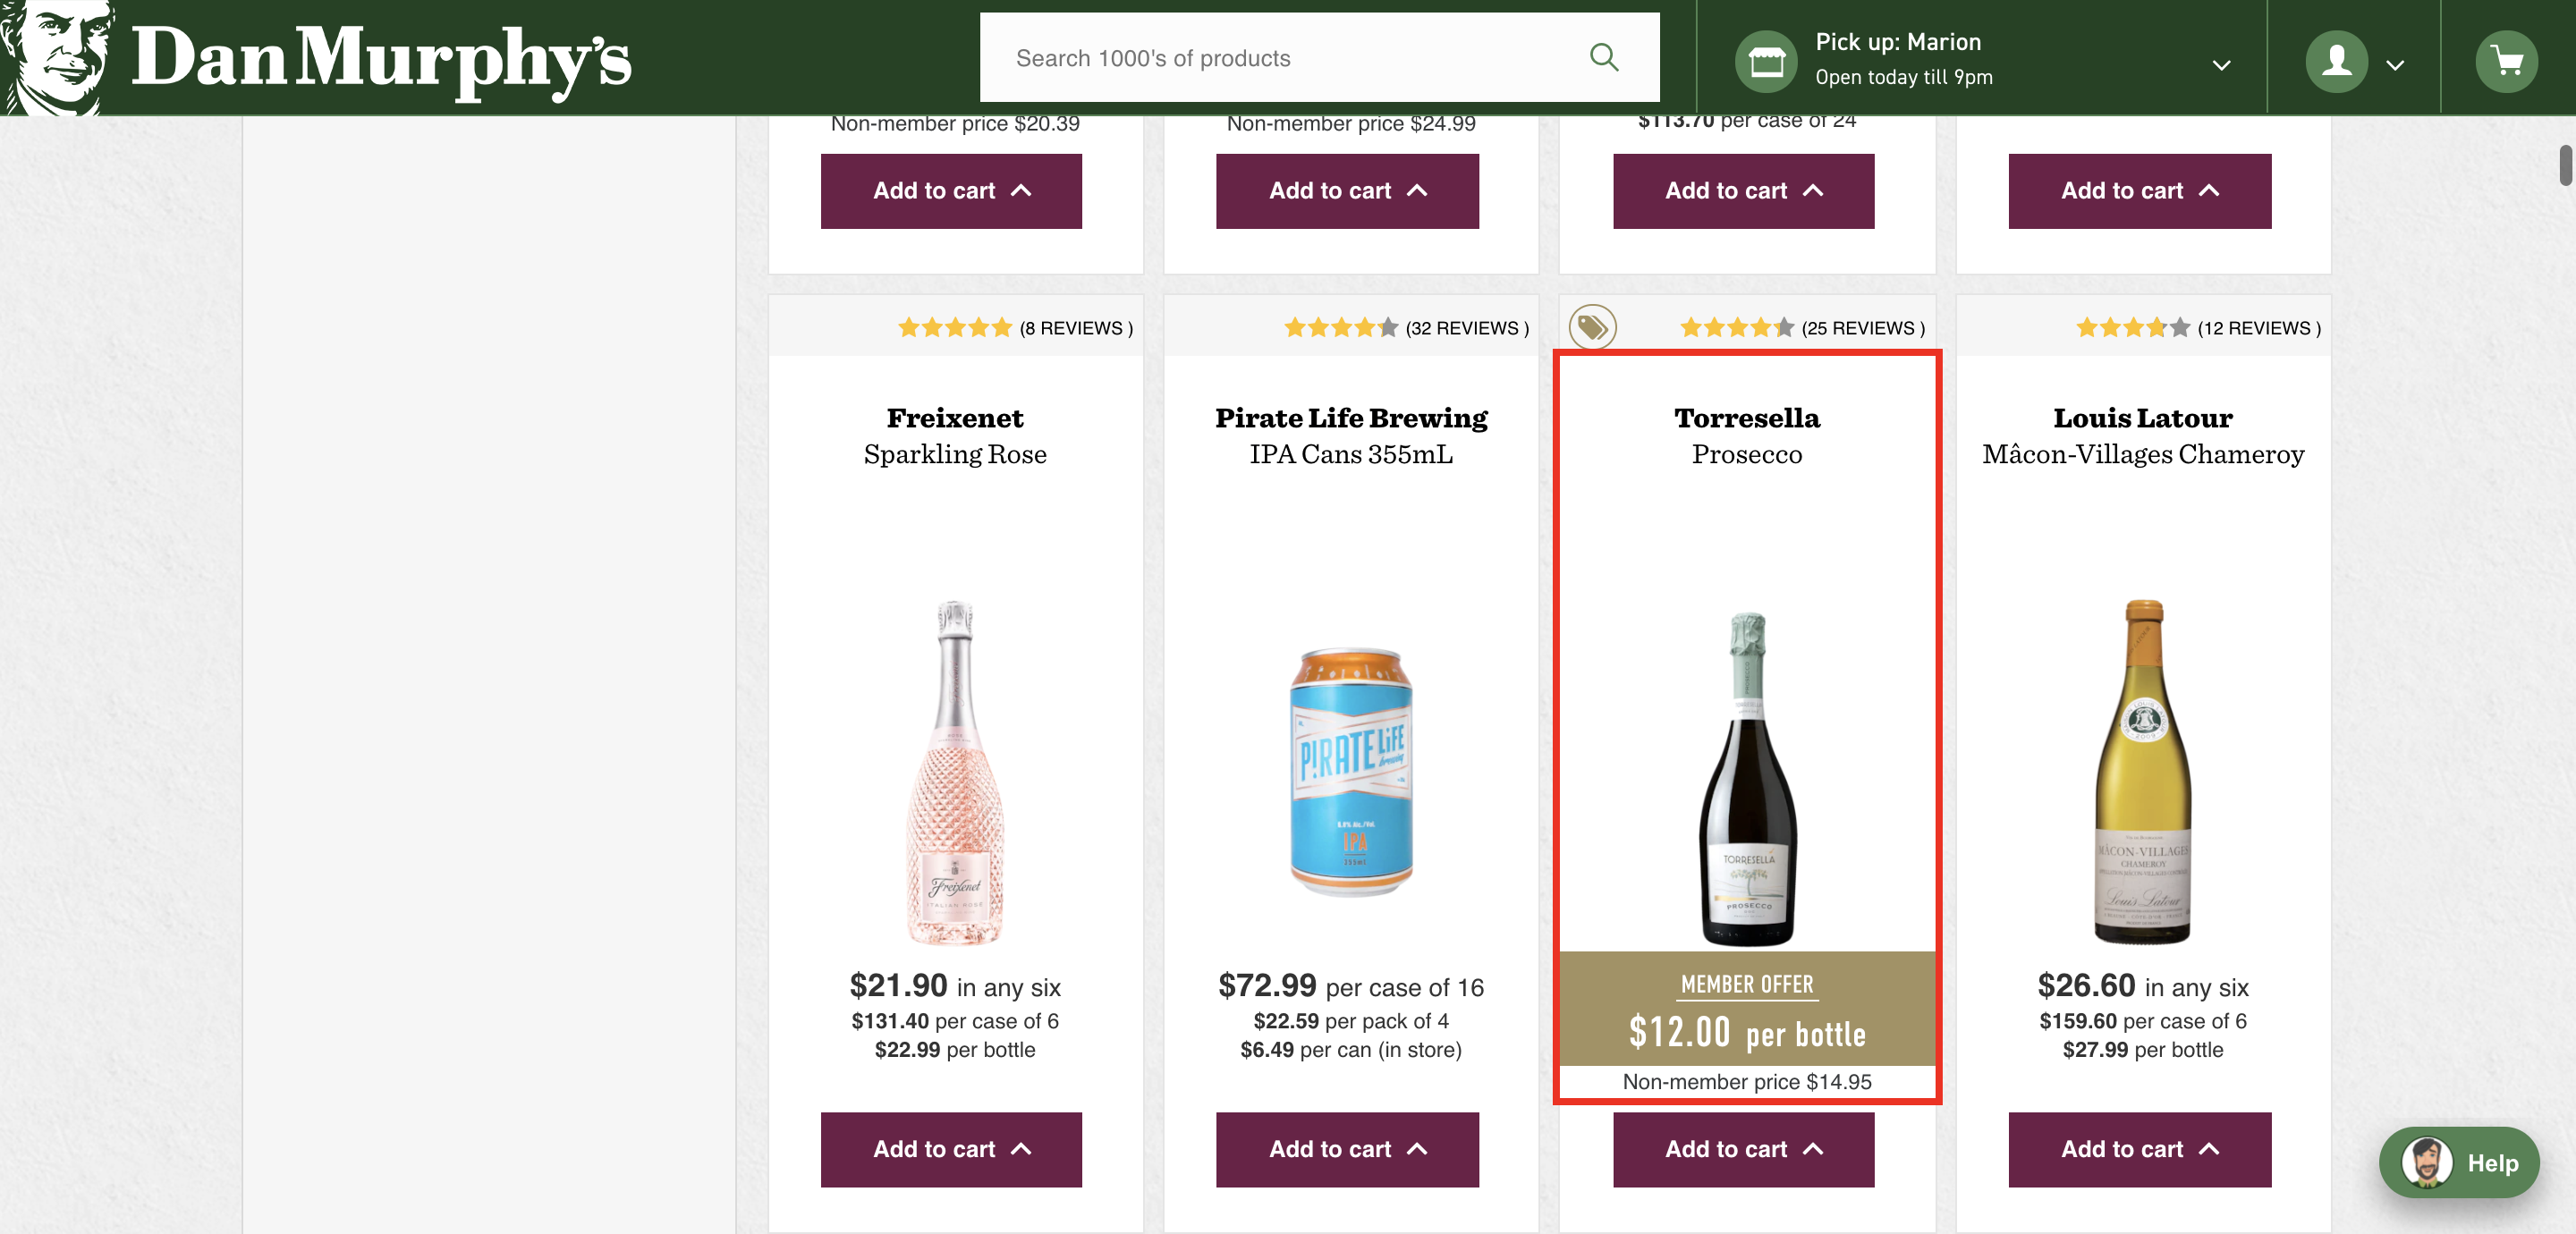 Dan Murphy's
Search 1000's of products
Pick up: Marion
Open today till 9pm
Non-member price $20.39
Non-member price $24.99
$113.70 per case of 24
Add to cart
Add to cart
Add to cart
Add to cart
(8 REVIEWS )
(32 REVIEWS )
(25 REVIEWS )
(12 REVIEWS )
Freixenet
Sparkling Rose
Pirate Life Brewing
IPA Cans 355mL
Torresella
Prosecco
Louis Latour
Mâcon-Villages Chameroy
Freixenet
ITALIAN ROSÉ
PIRATE LIFE
brewing
IPA
355ml
TORRESELLA
PROSECCO
MÂCON-VILLAGES
CHAMEROY
Louis Latour
$21.90 in any six
$131.40 per case of 6
$22.99 per bottle
$72.99 per case of 16
$22.59 per pack of 4
$6.49 per can (in store)
MEMBER OFFER
$12.00 per bottle
Non-member price $14.95
$26.60 in any six
$159.60 per case of 6
$27.99 per bottle
Add to cart
Add to cart
Add to cart
Add to cart
Help